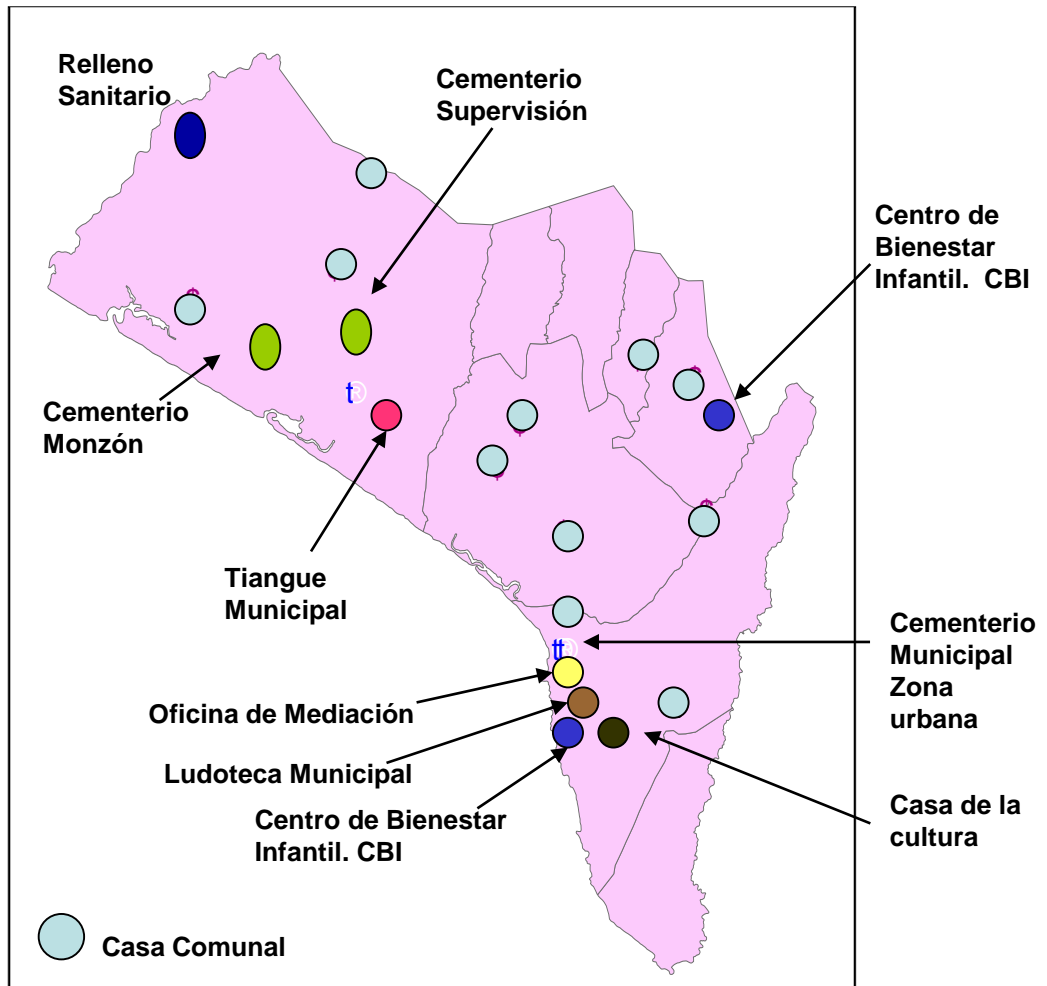 Relleno
Sanitario
Cementerio
Supervisión
Centro de
Bienestar
Infantil.  CBI
Cementerio
Monzón
t®
Tiangue
Municipal
Cementerio
Municipal
Zona
urbana
Oficina de Mediación
Ludoteca Municipal
Centro de Bienestar
Infantil. CBI
Casa de la
cultura
Casa Comunal